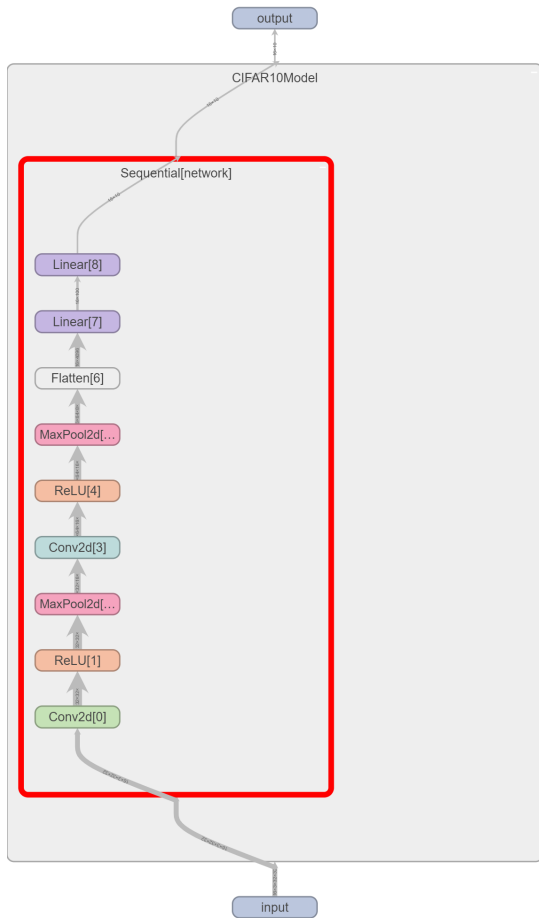 output
CIFAR10Model
Sequential[network]
Linear[8]
Linear[7]
Flatten[6]
MaxPool2d[...
ReLU[4]
Conv2d[3]
MaxPool2d[...
ReLU[1]
Conv2d[0]
input